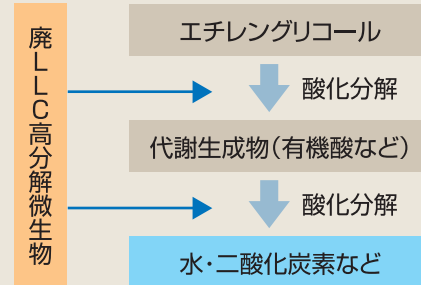 廃LLC高分解微生物
エチレングリコール
酸化分解
代謝生成物(有機酸など)
酸化分解
水・二酸化炭素など